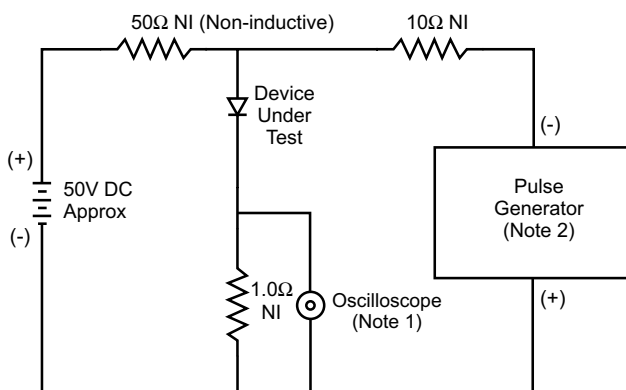 50Ω NI (Non-inductive)
10Ω NI
Device
Under
Test
(-)
(+)
50V DC
Approx
(-)
Pulse
Generator
(Note 2)
1.0Ω
NI
Oscilloscope
(Note 1)
(+)